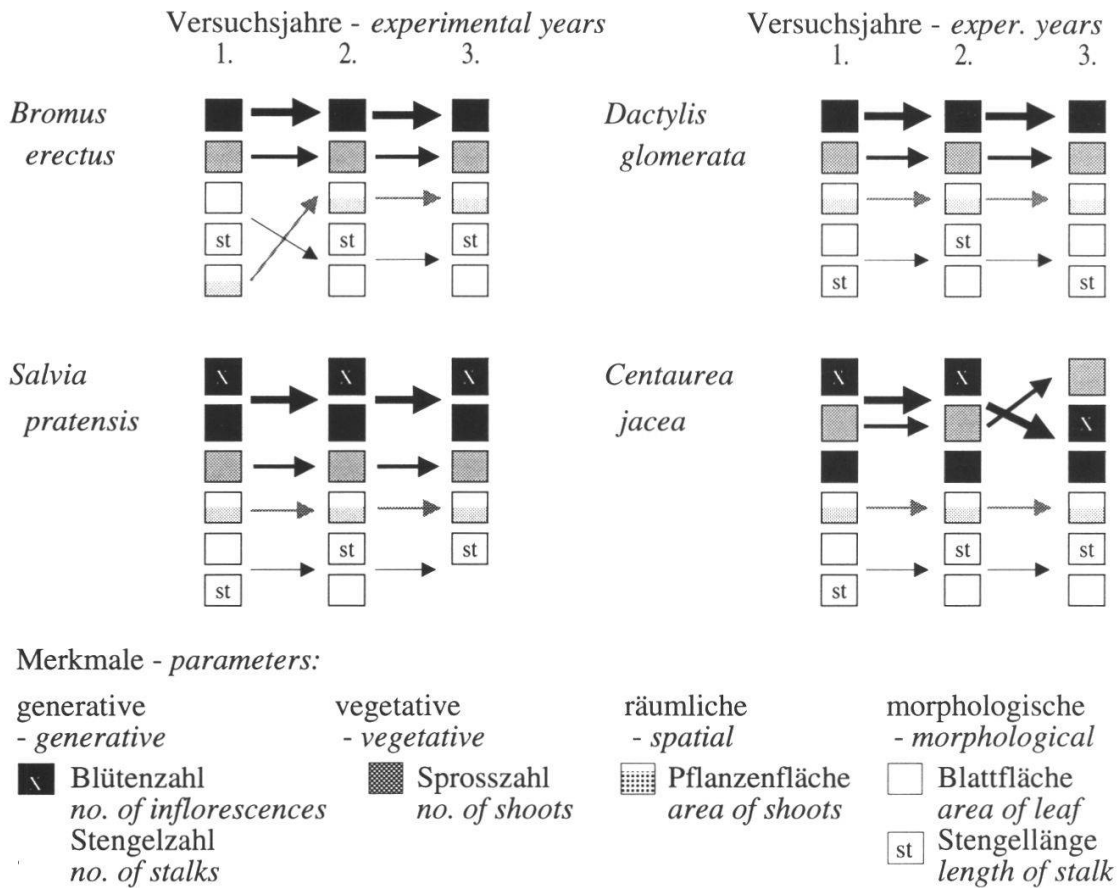 Versuchsjahre - experimental years
1. 2. 3.
Versuchsjahre - exper. years
1. 2. 3.
Bromus
erectus
st st st
Dactylis
glomerata
st
st st
Salvia
pratensis
X X X
st st
st
Centaurea
jacea
X X
X
st st
st
Merkmale - parameters:
generative
- generative
X Blütenzahl
no. of inflorescences
Stengelzahl
no. of stalks
vegetative
- vegetative
Sprosszahl
no. of shoots
räumliche
- spatial
Pflanzenfläche
area of shoots
morphologische
- morphological
Blattfläche
area of leaf
st Stengellänge
length of stalk